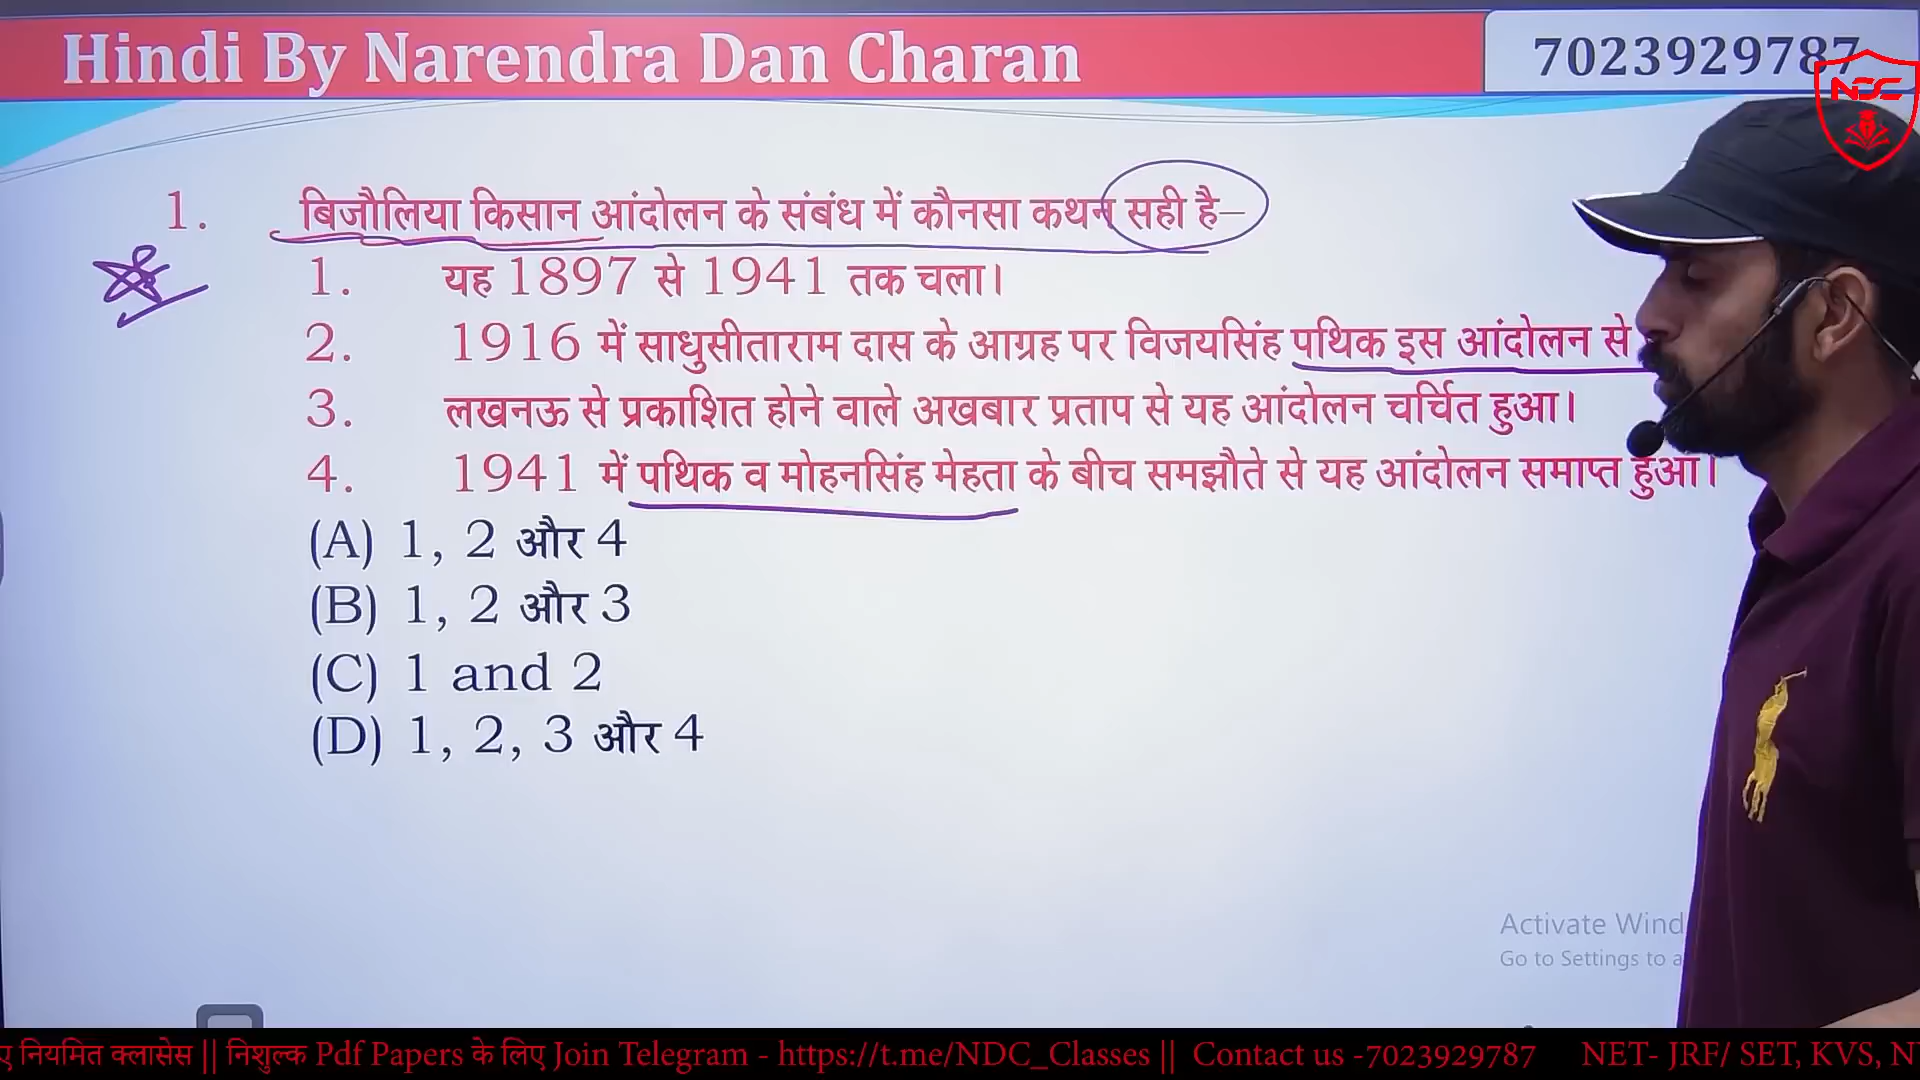 Hindi By Narendra Dan Charan
7023929787
NDC
1. बिजौलिया किसान आंदोलन के संबंध में कौनसा कथन सही है–
1. यह 1897 से 1941 तक चला।
2. 1916 में साधुसीताराम दास के आग्रह पर विजयसिंह पथिक इस आंदोलन से
3. लखनऊ से प्रकाशित होने वाले अखबार प्रताप से यह आंदोलन चर्चित हुआ।
4. 1941 में पथिक व मोहनसिंह मेहता के बीच समझौते से यह आंदोलन समाप्त हुआ।
(A) 1, 2 और 4
(B) 1, 2 और 3
(C) 1 and 2
(D) 1, 2, 3 और 4
Activate Wind
Go to Settings to a
ए नियमित क्लासेस || निशुल्क Pdf Papers के लिए Join Telegram - https://t.me/NDC_Classes || Contact us -7023929787 NET- JRF/ SET, KVS, N